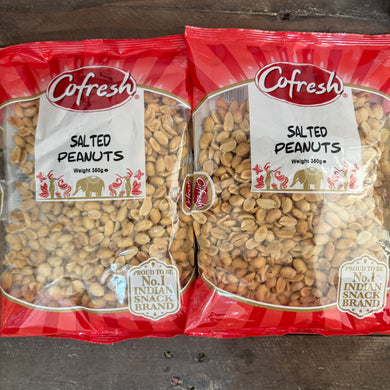 Cofresh
SALTED
PEANUTS
Weight 360g e
PROUD TO BE
No.1
INDIAN
SNACK
BRAND
Cofresh
SALTED
PEANUTS
Weight 360g e
PROUD TO BE
No.1
INDIAN
SNACK
BRAND